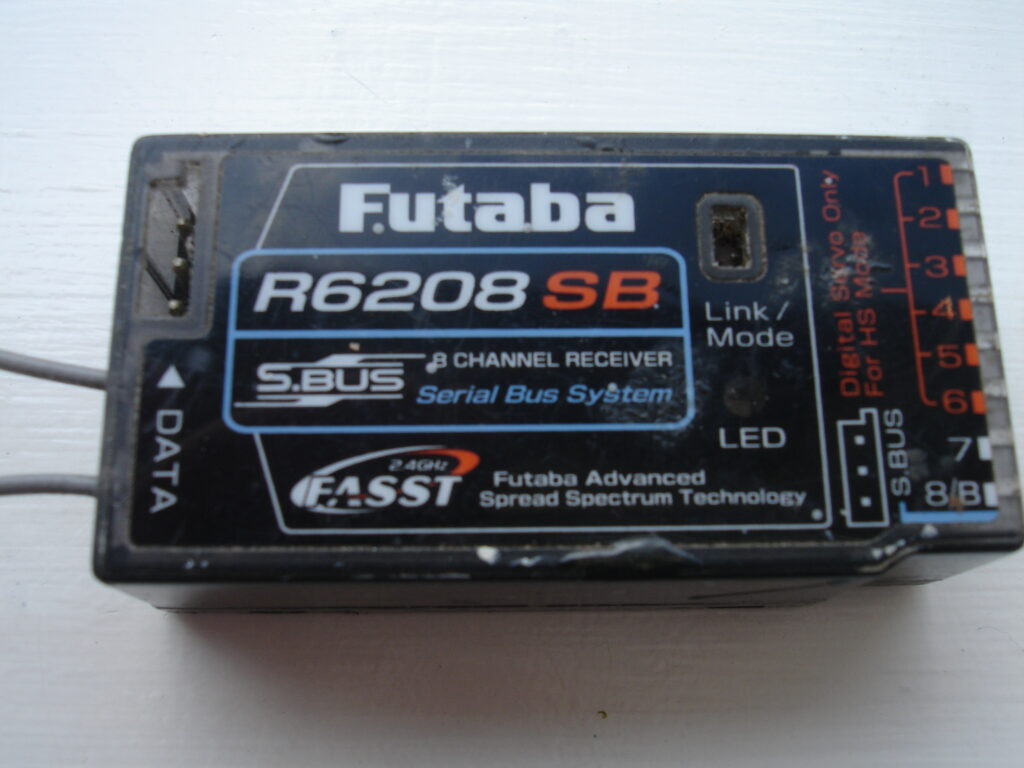 Futaba
R6208 SB
S.BUS
8 CHANNEL RECEIVER
Serial Bus System
2.4GHz
FASST
Futaba Advanced
Spread Spectrum Technology
DATA
Link /
Mode
LED
Digital Servo Only
For HS Mode
S.BUS
1
2
3
4
5
6
7
8/B